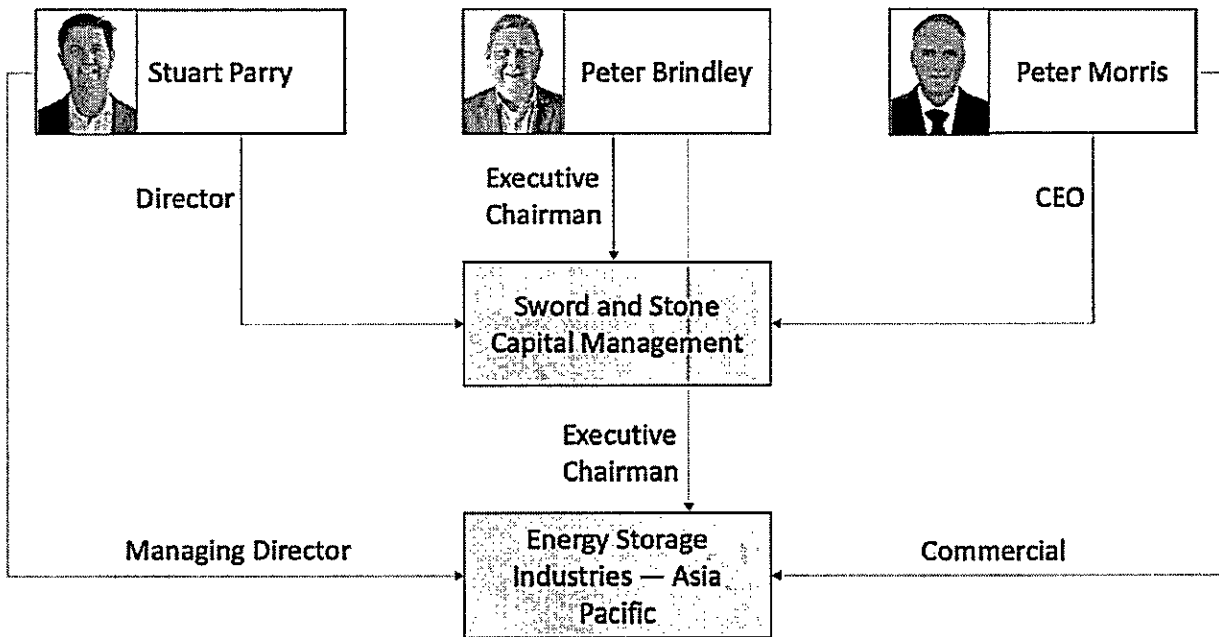 Stuart Parry
Peter Brindley
Peter Morris
Director
Executive
Chairman
CEO
Sword and Stone
Capital Management
Executive
Chairman
Managing Director
Energy Storage
Industries — Asia
Pacific
Commercial